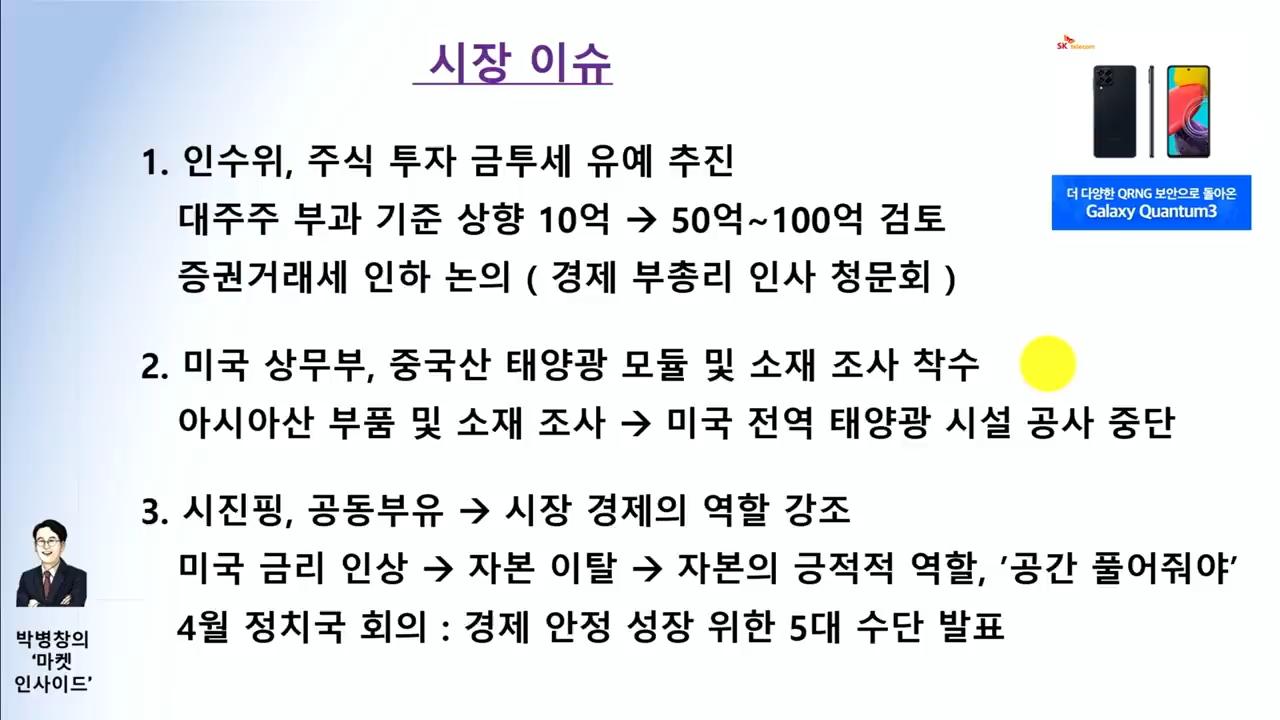 시장 이슈
SK telecom
1. 인수위, 주식 투자 금투세 유예 추진
대주주 부과 기준 상향 10억 → 50억~100억 검토
증권거래세 인하 논의 ( 경제 부총리 인사 청문회 )
더 다양한 QRNG 보안으로 돌아온
Galaxy Quantum3
2. 미국 상무부, 중국산 태양광 모듈 및 소재 조사 착수
아시아산 부품 및 소재 조사 → 미국 전역 태양광 시설 공사 중단
3. 시진핑, 공동부유 → 시장 경제의 역할 강조
미국 금리 인상 → 자본 이탈 → 자본의 긍적적 역할, ’공간 풀어줘야’
4월 정치국 회의 : 경제 안정 성장 위한 5대 수단 발표
박병창의
‘마켓
인사이드’